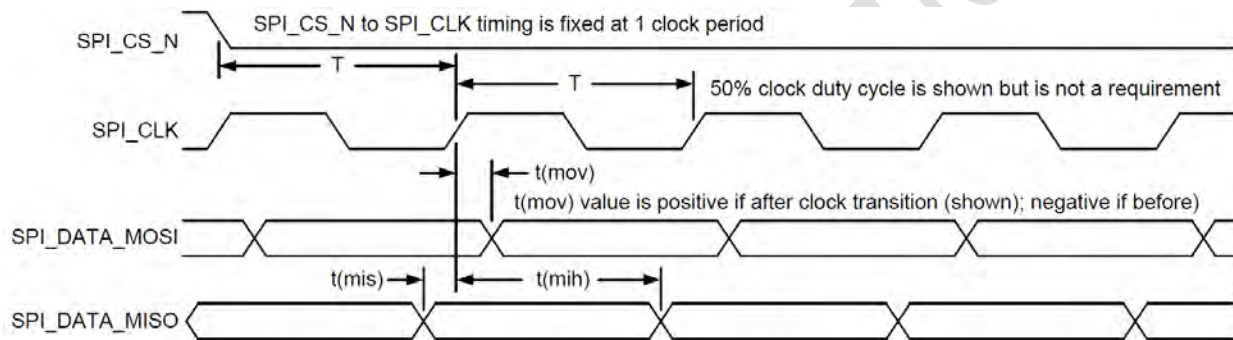 SPI_CS_N to SPI_CLK timing is fixed at 1 clock period
SPI_CS_N
T
T
50% clock duty cycle is shown but is not a requirement
SPI_CLK
t(mov)
t(mov) value is positive if after clock transition (shown); negative if before)
SPI_DATA_MOSI
t(mis)
t(mih)
SPI_DATA_MISO